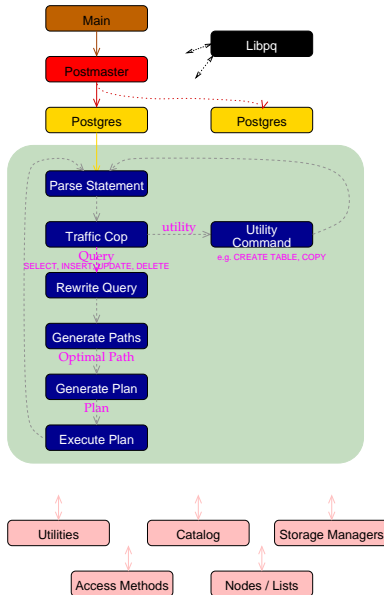 Main
Libpq
Postmaster
Postgres
Postgres
Parse Statement
utility
Traffic Cop
Utility
Command
Query
SELECT, INSERT, UPDATE, DELETE
e.g. CREATE TABLE, COPY
Rewrite Query
Generate Paths
Optimal Path
Generate Plan
Plan
Execute Plan
Utilities
Catalog
Storage Managers
Access Methods
Nodes / Lists